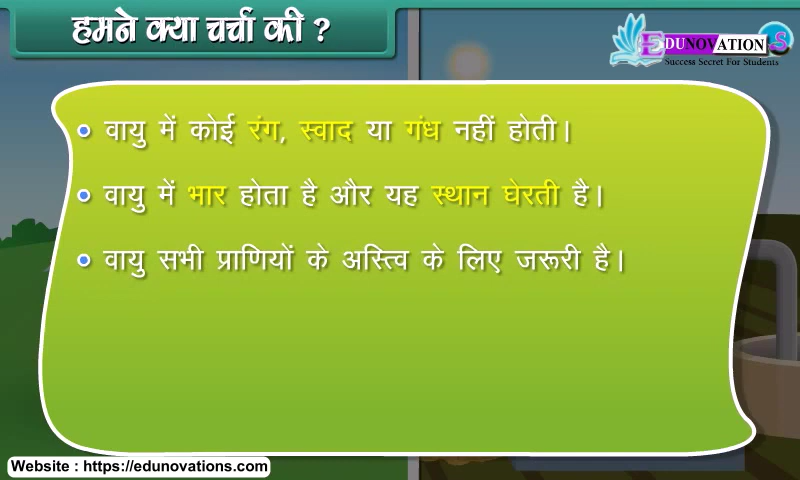 हमने क्या चर्चा की ?
EDUNOVATIONS
Success Secret For Students
वायु में कोई रंग, स्वाद या गंध नहीं होती।
वायु में भार होता है और यह स्थान घेरती है।
वायु सभी प्राणियों के अस्त्वि के लिए जरूरी है।
Website : https://edunovations.com